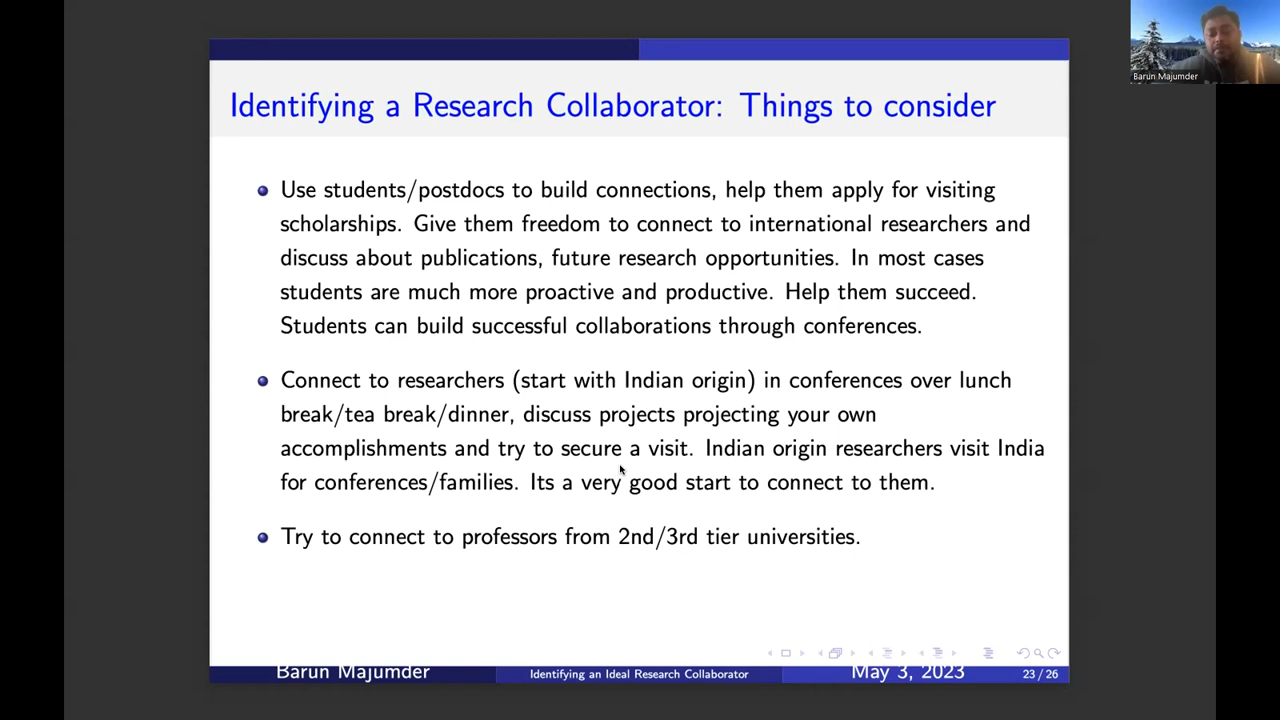 Barun Majumder
Identifying a Research Collaborator: Things to consider
Use students/postdocs to build connections, help them apply for visiting
scholarships. Give them freedom to connect to international researchers and
discuss about publications, future research opportunities. In most cases
students are much more proactive and productive. Help them succeed.
Students can build successful collaborations through conferences.
Connect to researchers (start with Indian origin) in conferences over lunch
break/tea break/dinner, discuss projects projecting your own
accomplishments and try to secure a visit. Indian origin researchers visit India
for conferences/families. Its a very good start to connect to them.
Try to connect to professors from 2nd/3rd tier universities.
Barun Majumder
Identifying an Ideal Research Collaborator
May 3, 2023
23 / 26